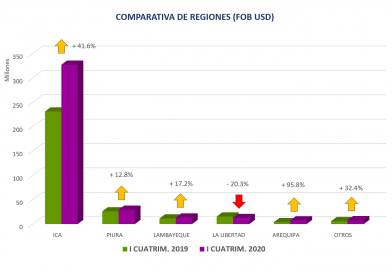 COMPARATIVA DE REGIONES (FOB USD)
+ 41.6%
Millones
350
300
250
200
150
100
50
0
+ 12.8%
+ 17.2%
- 20.3%
+ 95.8%
+ 32.4%
ICA
PIURA
LAMBAYEQUE
LA LIBERTAD
AREQUIPA
OTROS
I CUATRIM. 2019
I CUATRIM. 2020